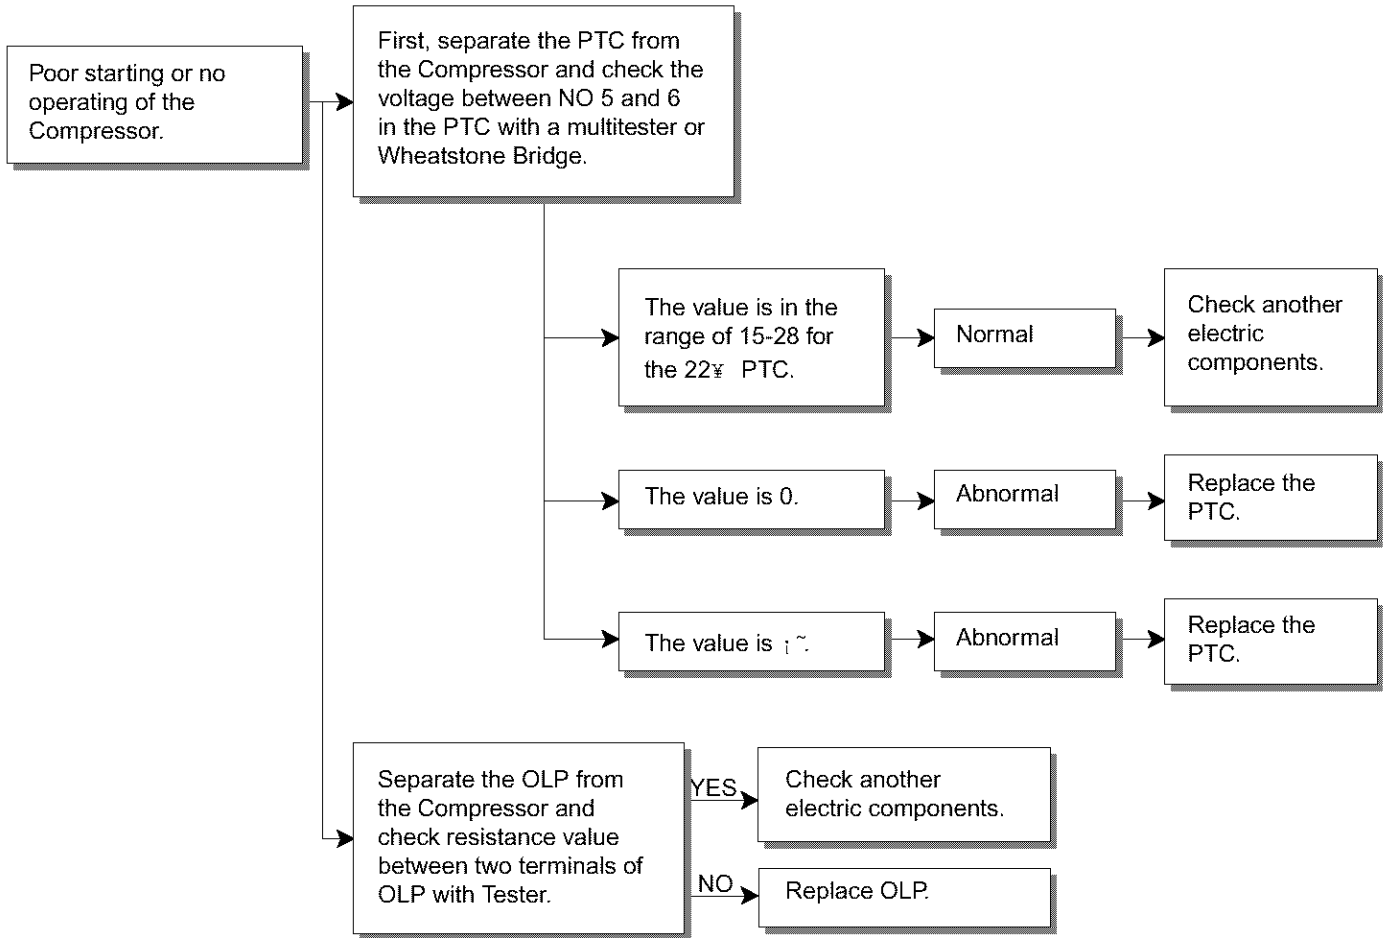 Poor starting or no
operating of the
Compressor.
First, separate the PTC from
the Compressor and check the
voltage between NO 5 and 6
in the PTC with a multitester or
Wheatstone Bridge.
The value is in the
range of 15-28 for
the 22¥ PTC.
Normal
Check another
electric
components.
The value is 0.
Abnormal
Replace the
PTC.
The value is ¡˜.
Abnormal
Replace the
PTC.
Separate the OLP from
the Compressor and
check resistance value
between two terminals of
OLP with Tester.
YES
Check another
electric components.
NO
Replace OLP.